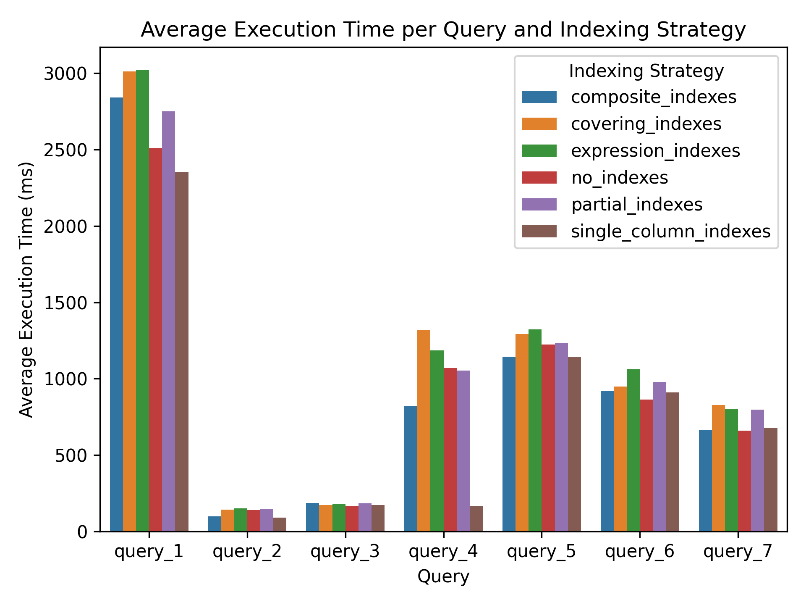 Average Execution Time per Query and Indexing Strategy
Average Execution Time (ms)
3000
2500
2000
1500
1000
500
0
Indexing Strategy
composite_indexes
covering_indexes
expression_indexes
no_indexes
partial_indexes
single_column_indexes
query_1 query_2 query_3 query_4 query_5 query_6 query_7
Query